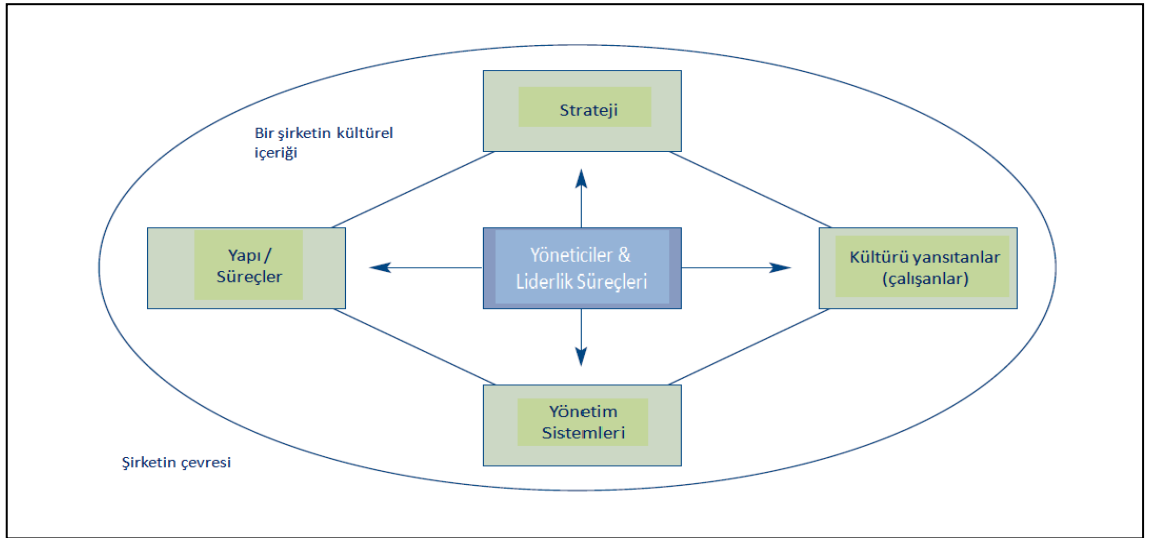 Strateji
Bir şirketin kültürel
içeriği
Yapı /
Süreçler
Yöneticiler &
Liderlik Süreçleri
Kültürü yansıtanlar
(çalışanlar)
Yönetim
Sistemleri
Şirketin çevresi